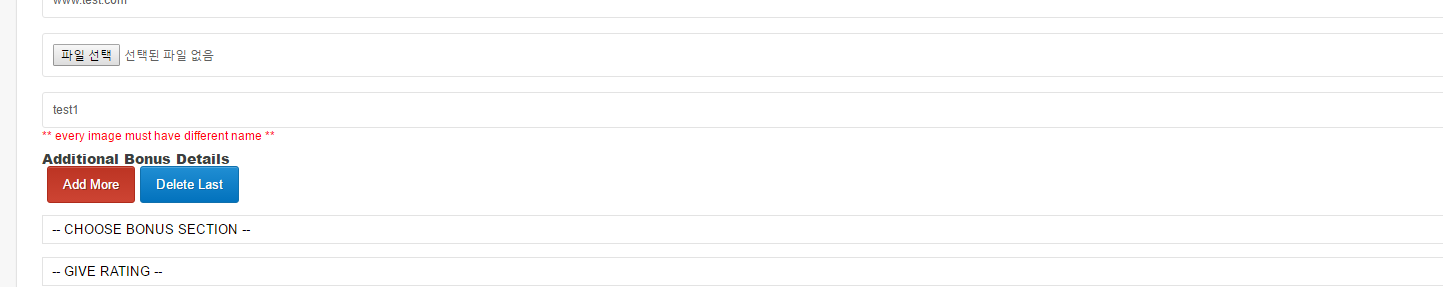 www.test.com
파일 선택 선택된 파일 없음
test1
** every image must have different name **
Additional Bonus Details
Add More Delete Last
-- CHOOSE BONUS SECTION --
-- GIVE RATING --